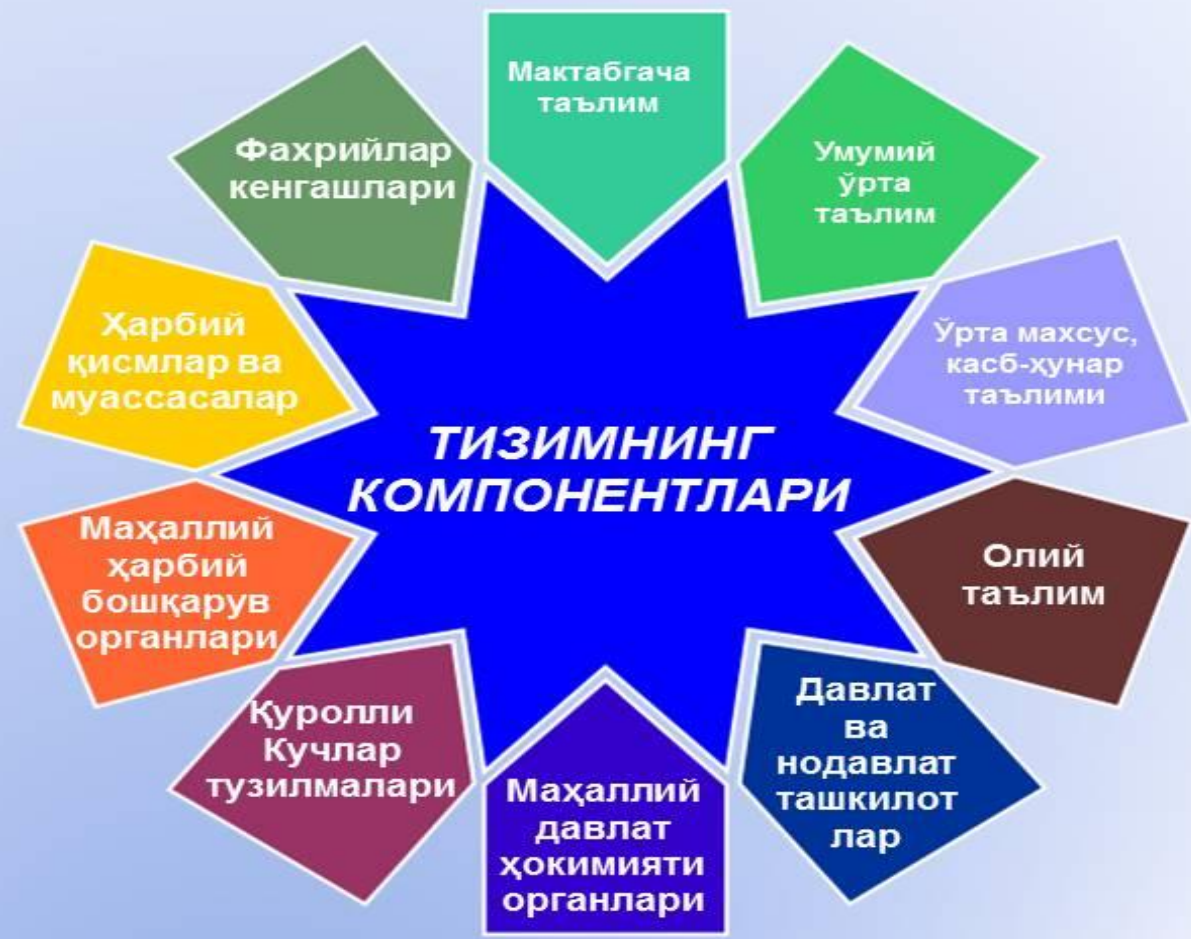 Мактабгача
таълим
Умумий
ўрта
таълим
Ўрта махсус,
касб-ҳунар
таълими
Олий
таълим
Давлат
ва
нодавлат
ташкилот
лар
Маҳаллий
давлат
ҳокимияти
органлари
Қуролли
Кучлар
тузилмалари
Маҳаллий
ҳарбий
бошқарув
органлари
Ҳарбий
қисмлар ва
муассасалар
Фахрийлар
кенгашлари
ТИЗИМНИНГ
КОМПОНЕНТЛАРИ